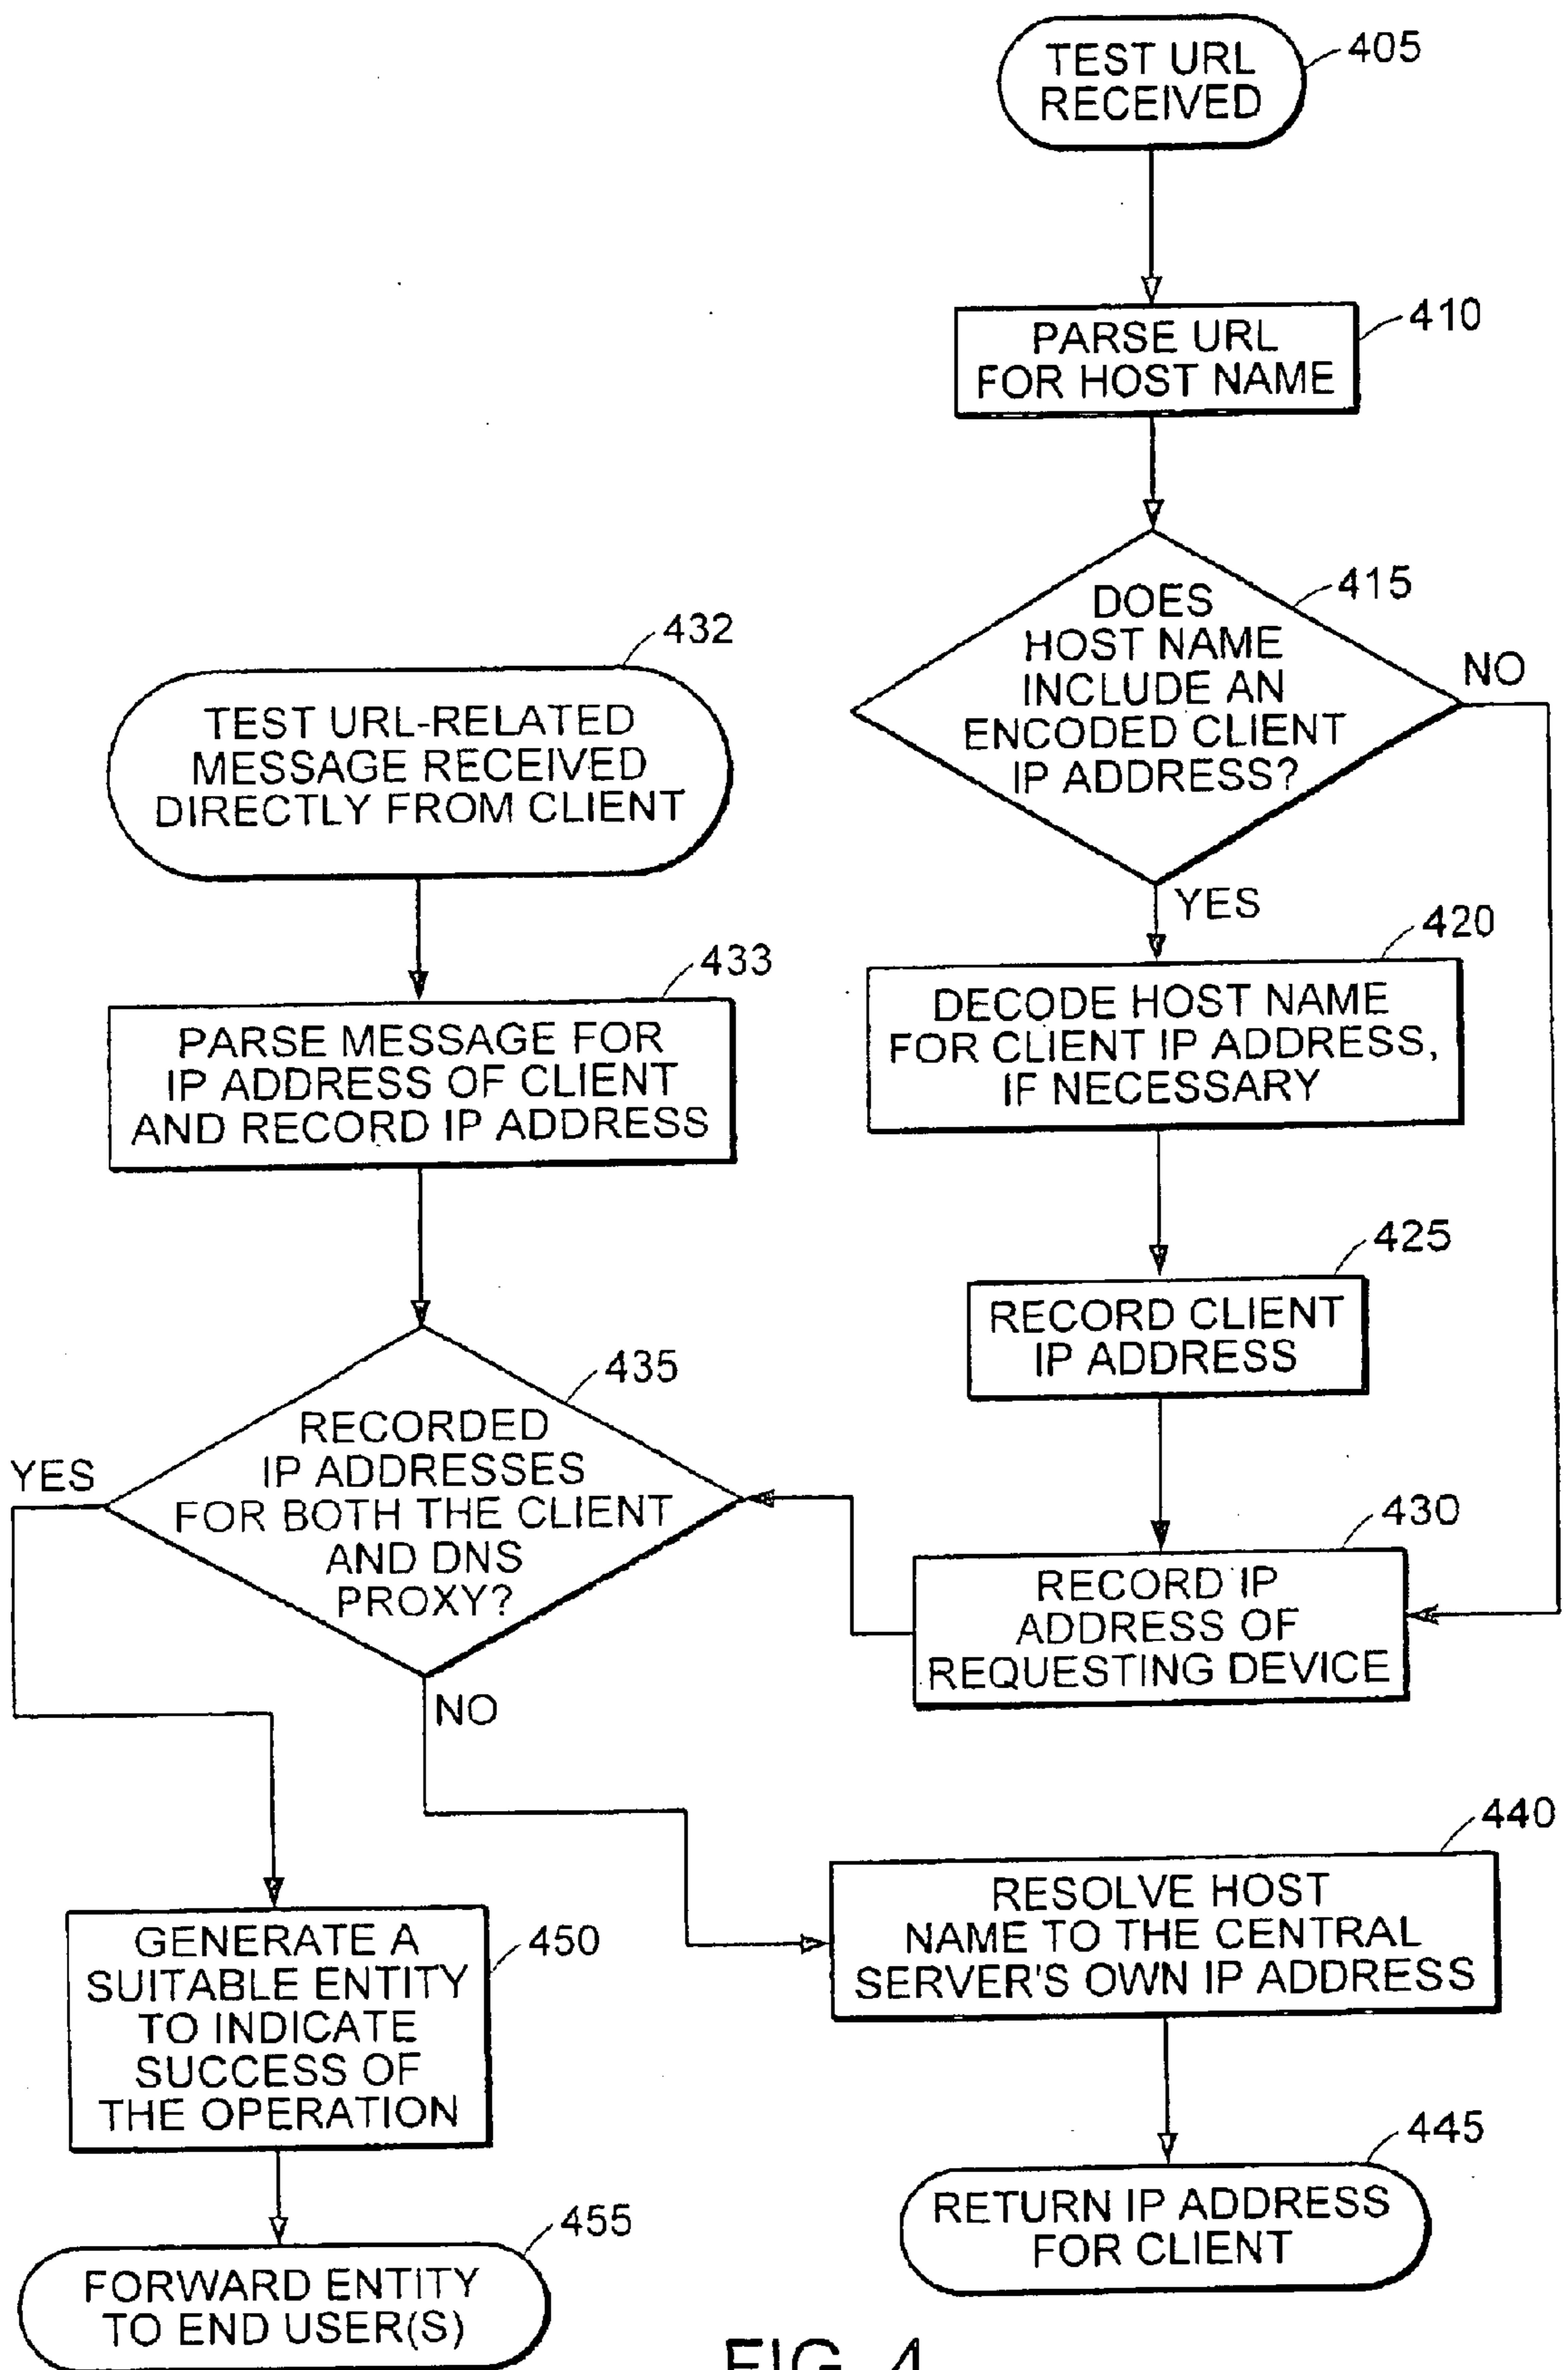 TEST URL
RECEIVED
405
PARSE URL
FOR HOST NAME
410
DOES
HOST NAME
INCLUDE AN
ENCODED CLIENT
IP ADDRESS?
415
NO
YES
DECODE HOST NAME
FOR CLIENT IP ADDRESS,
IF NECESSARY
420
RECORD CLIENT
IP ADDRESS
425
RECORD IP
ADDRESS OF
REQUESTING DEVICE
430
432
TEST URL-RELATED
MESSAGE RECEIVED
DIRECTLY FROM CLIENT
433
PARSE MESSAGE FOR
IP ADDRESS OF CLIENT
AND RECORD IP ADDRESS
435
RECORDED
IP ADDRESSES
FOR BOTH THE CLIENT
AND DNS
PROXY?
YES
NO
440
RESOLVE HOST
NAME TO THE CENTRAL
SERVER'S OWN IP ADDRESS
445
RETURN IP ADDRESS
FOR CLIENT
GENERATE A
SUITABLE ENTITY
TO INDICATE
SUCCESS OF
THE OPERATION
450
455
FORWARD ENTITY
TO END USER(S)
FIG. 4